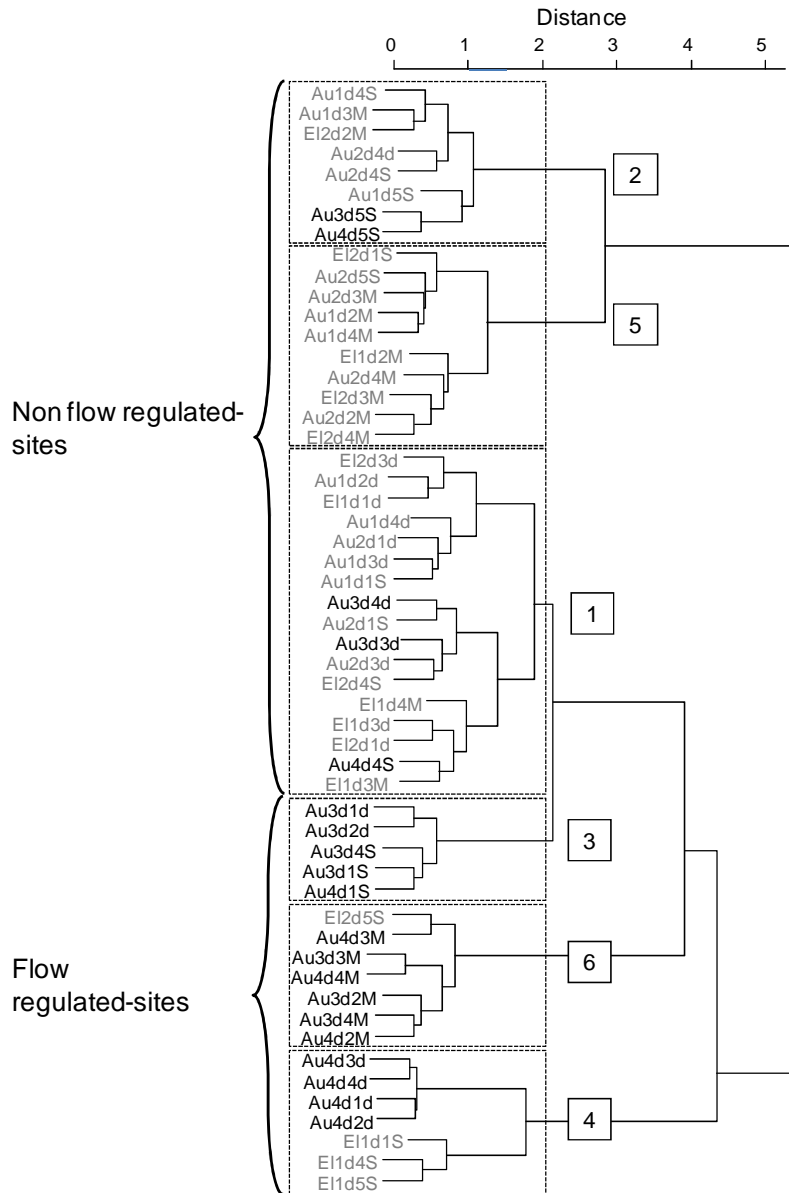 Distance
0 1 2 3 4 5
Au1d4S
Au1d3M
El2d2M
Au2d4d
Au2d4S
Au1d5S
Au3d5S
Au4d5S
2
El2d1S
Au2d5S
Au2d3M
Au1d2M
Au1d4M
El1d2M
Au2d4M
El2d3M
Au2d2M
El2d4M
5
Non flow regulated-
sites
El2d3d
Au1d2d
El1d1d
Au1d4d
Au2d1d
Au1d3d
Au1d1S
Au3d4d
Au2d1S
Au3d3d
Au2d3d
El2d4S
El1d4M
El1d3d
El2d1d
Au4d4S
El1d3M
1
Au3d1d
Au3d2d
Au3d4S
Au3d1S
Au4d1S
3
Flow
regulated-sites
El2d5S
Au4d3M
Au3d3M
Au4d4M
Au3d2M
Au3d4M
Au4d2M
6
Au4d3d
Au4d4d
Au4d1d
Au4d2d
El1d1S
El1d4S
El1d5S
4